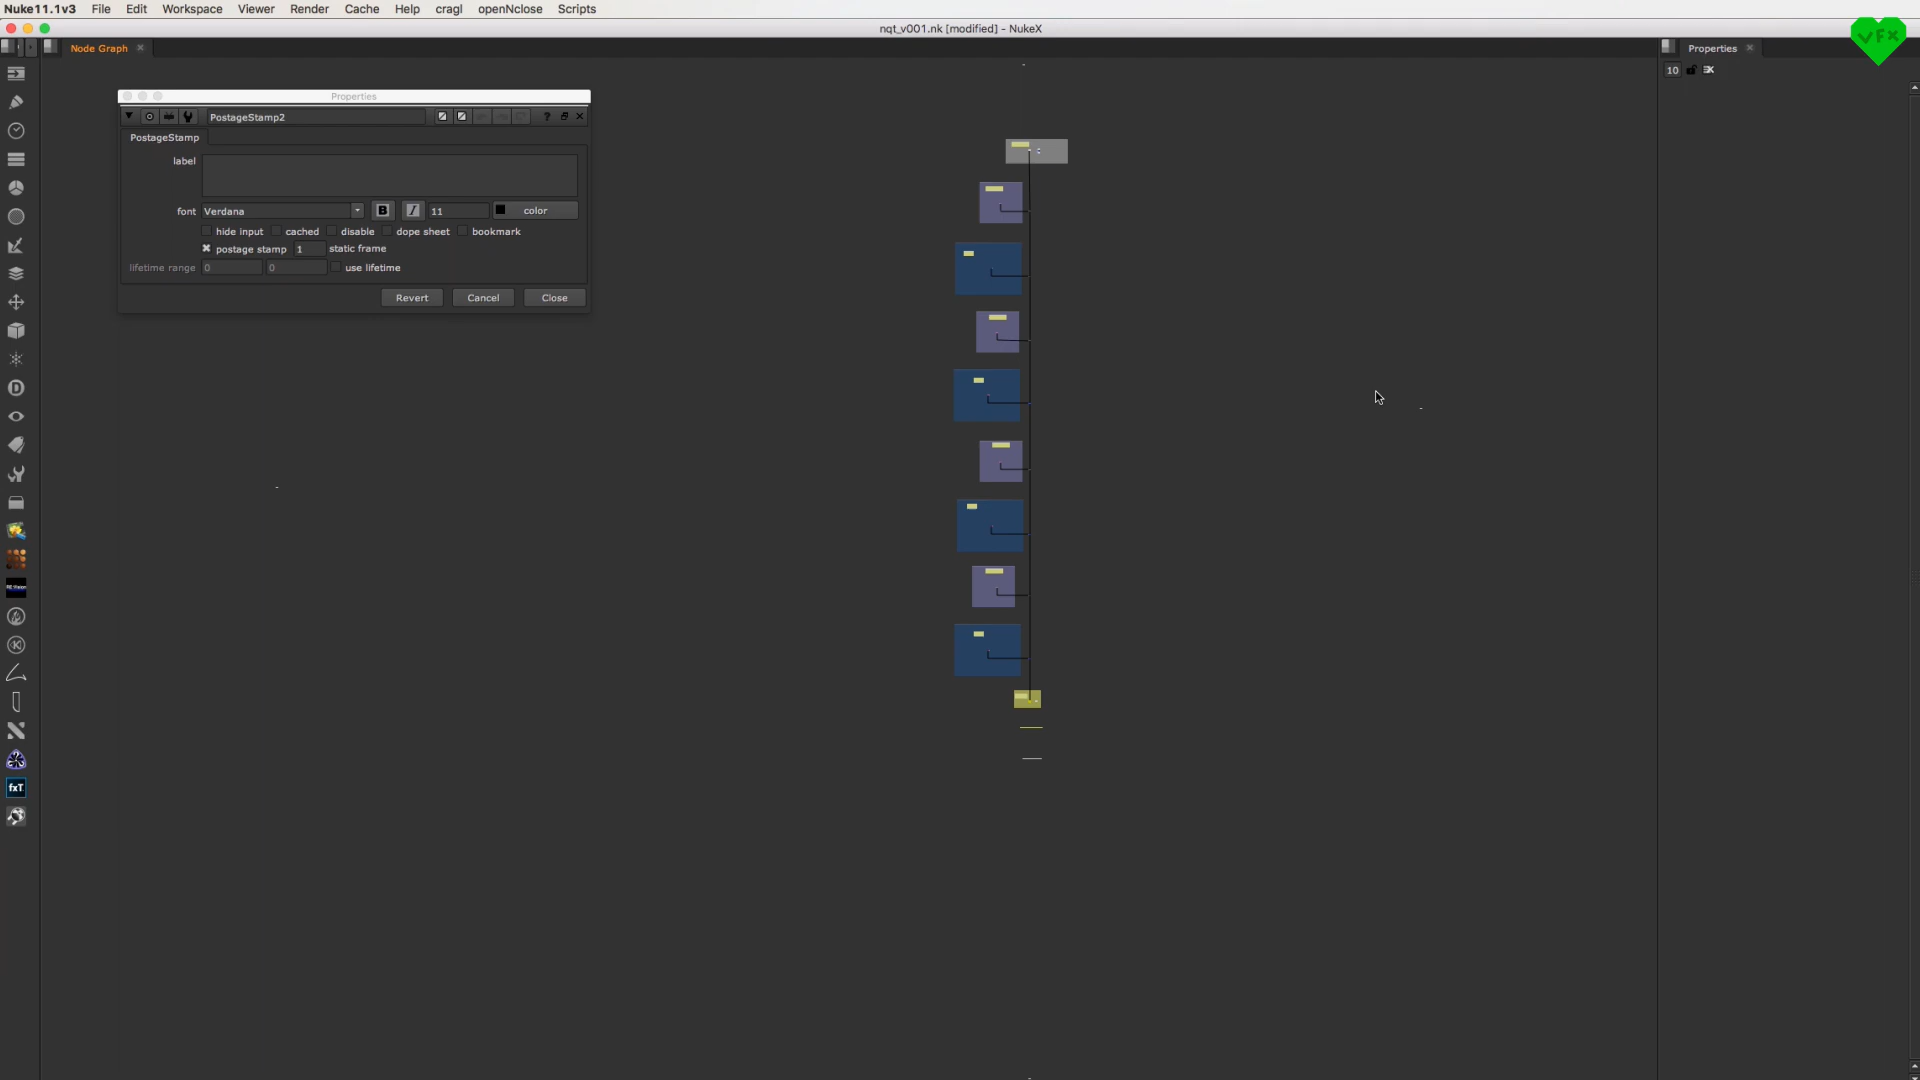 Nuke11.1v3 File Edit Workspace Viewer Render Cache Help cragl openNclose Scripts
nqt_v001.nk [modified] - NukeX
Node Graph
Properties
VFX
10
Properties
PostageStamp2
?
PostageStamp
label
font Verdana B I 11 color
hide input cached disable dope sheet bookmark
postage stamp 1 static frame
lifetime range 0 0 use lifetime
Revert Cancel Close
D
fxT